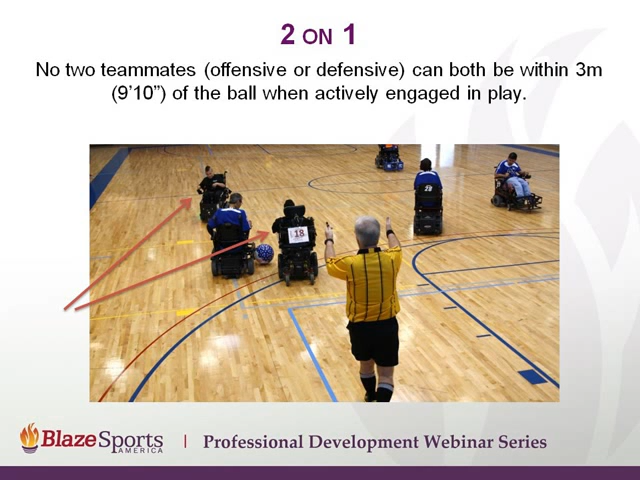 2 ON 1
No two teammates (offensive or defensive) can both be within 3m
(9’10”) of the ball when actively engaged in play.
28
18
BlazeSports
AMERICA
Professional Development Webinar Series